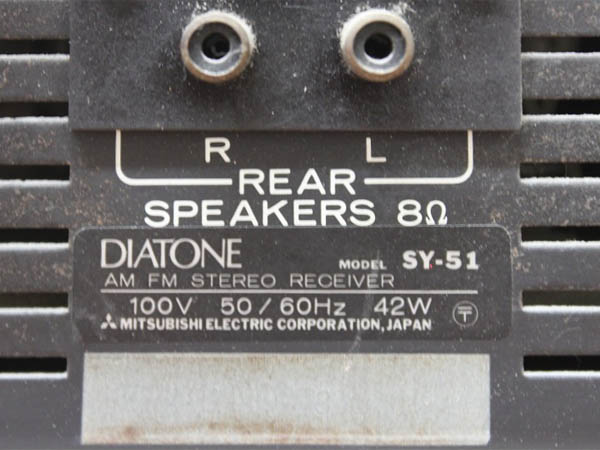 R L
REAR
SPEAKERS 8Ω
DIATONE MODEL SY-51
AM FM STEREO RECEIVER
100V 50/60Hz 42W 〒
MITSUBISHI ELECTRIC CORPORATION, JAPAN